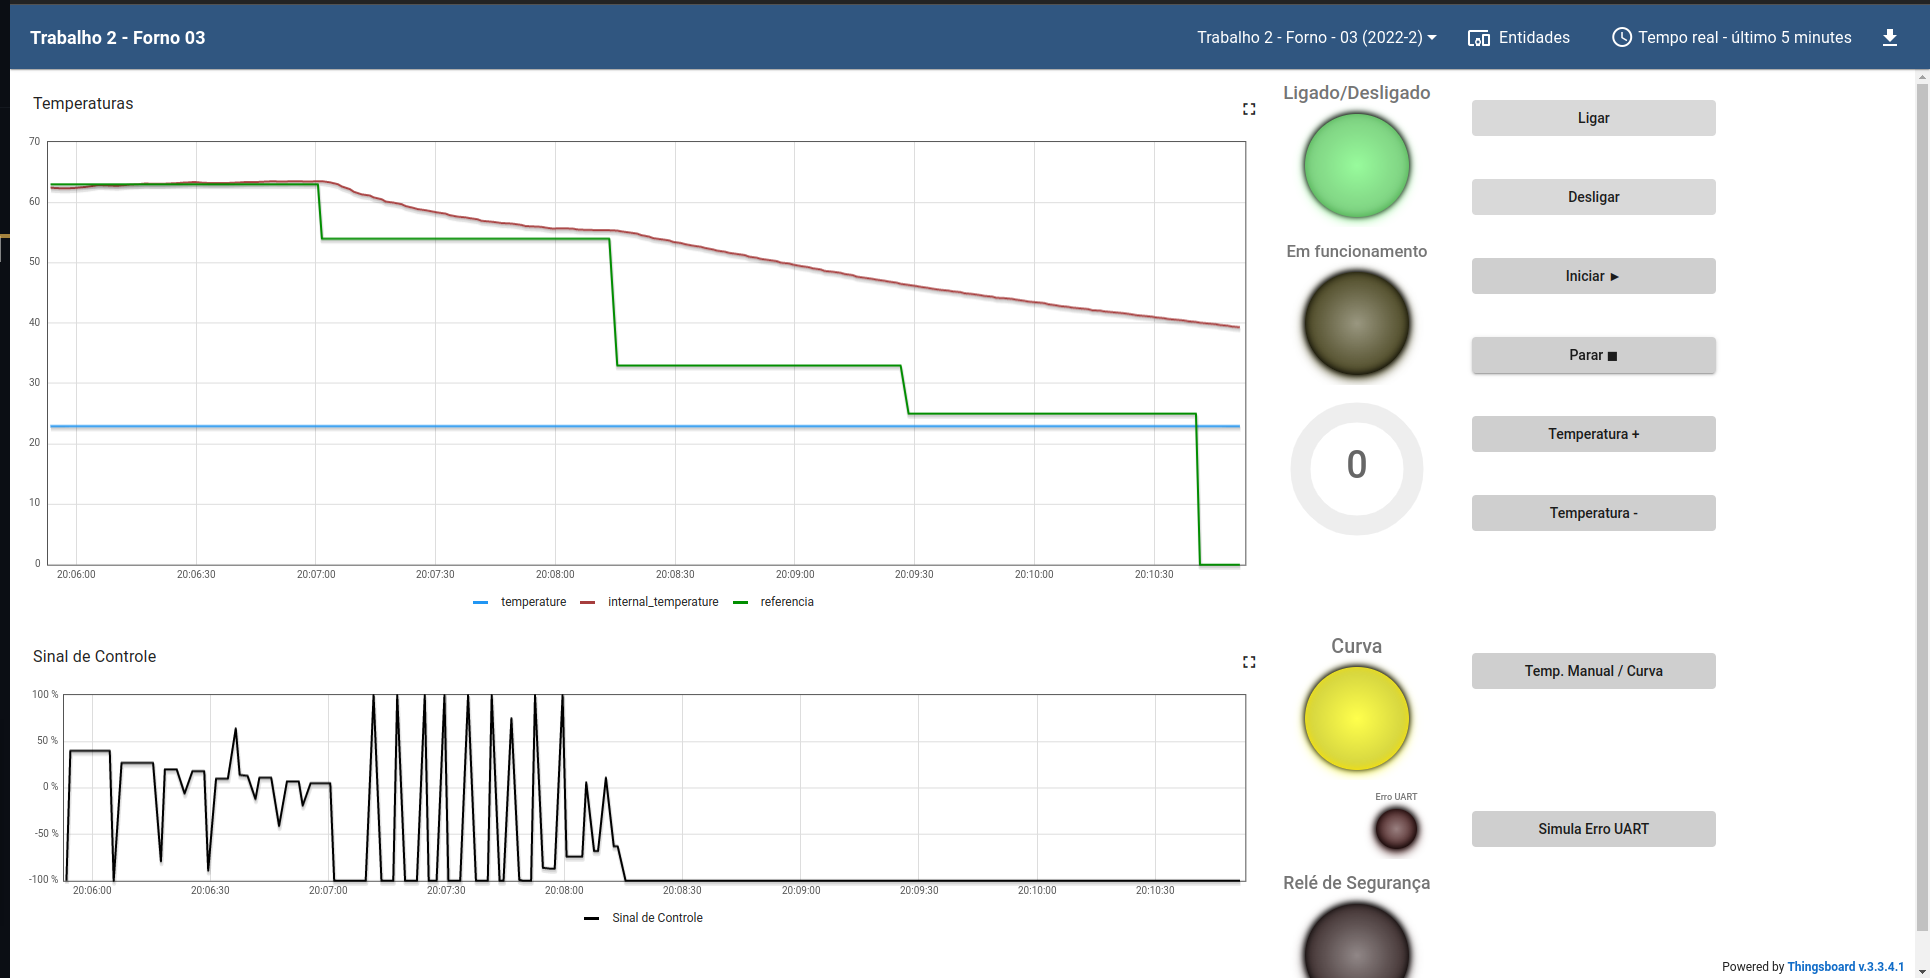 Trabalho 2 - Forno 03
Trabalho 2 - Forno - 03 (2022-2)
Entidades
Tempo real - último 5 minutes
Temperaturas
70
60
50
40
30
20
10
0
20:06:00 20:06:30 20:07:00 20:07:30 20:08:00 20:08:30 20:09:00 20:09:30 20:10:00 20:10:30
temperature internal_temperature referencia
Ligado/Desligado
Ligar
Desligar
Em funcionamento
Iniciar ►
Parar ■
0
Temperatura +
Temperatura -
Sinal de Controle
100 %
50 %
0 %
-50 %
-100 %
20:06:00 20:06:30 20:07:00 20:07:30 20:08:00 20:08:30 20:09:00 20:09:30 20:10:00 20:10:30
Sinal de Controle
Curva
Temp. Manual / Curva
Erro UART
Simula Erro UART
Relé de Segurança
Powered by Thingsboard v.3.3.4.1